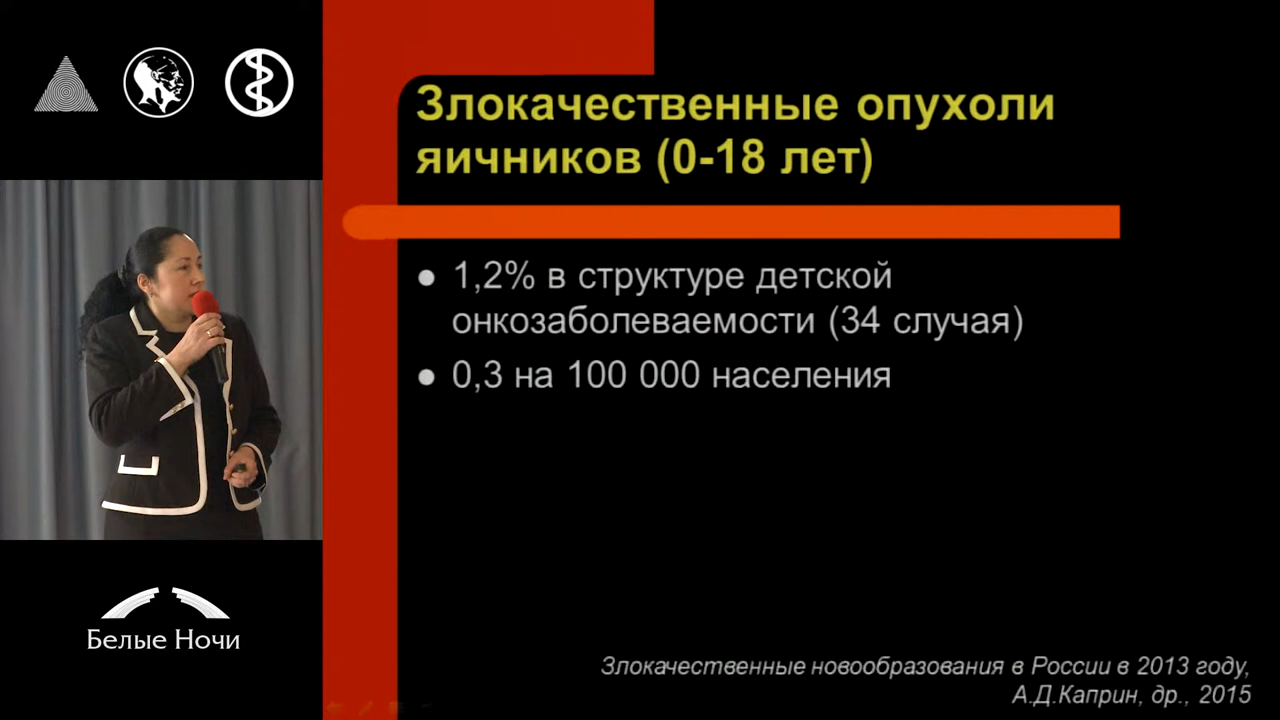 Злокачественные опухоли
яичников (0-18 лет)
● 1,2% в структуре детской
онкозаболеваемости (34 случая)
● 0,3 на 100 000 населения
Злокачественные новообразования в России в 2013 году,
А.Д.Каприн, др., 2015
Белые Ночи